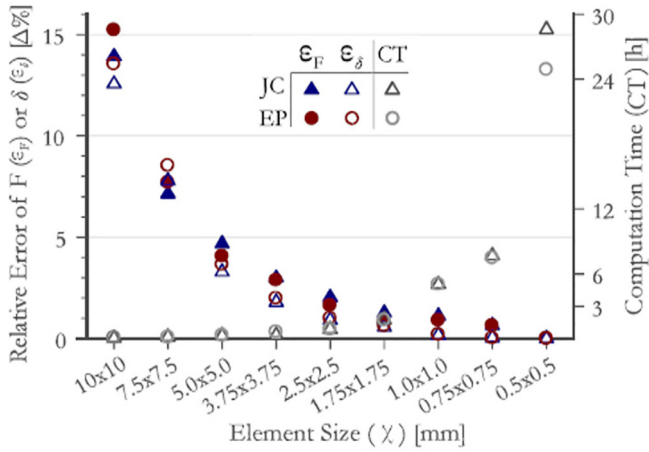 Relative Error of F (ε_F) or δ (ε_δ) [Δ%]
15
10
5
0
ε_F ε_δ CT
JC
EP
30
24
12
6
3
Computation Time (CT) [h]
10x10
7.5x7.5
5.0x5.0
3.75x3.75
2.5x2.5
1.75x1.75
1.0x1.0
0.75x0.75
0.5x0.5
Element Size (χ) [mm]